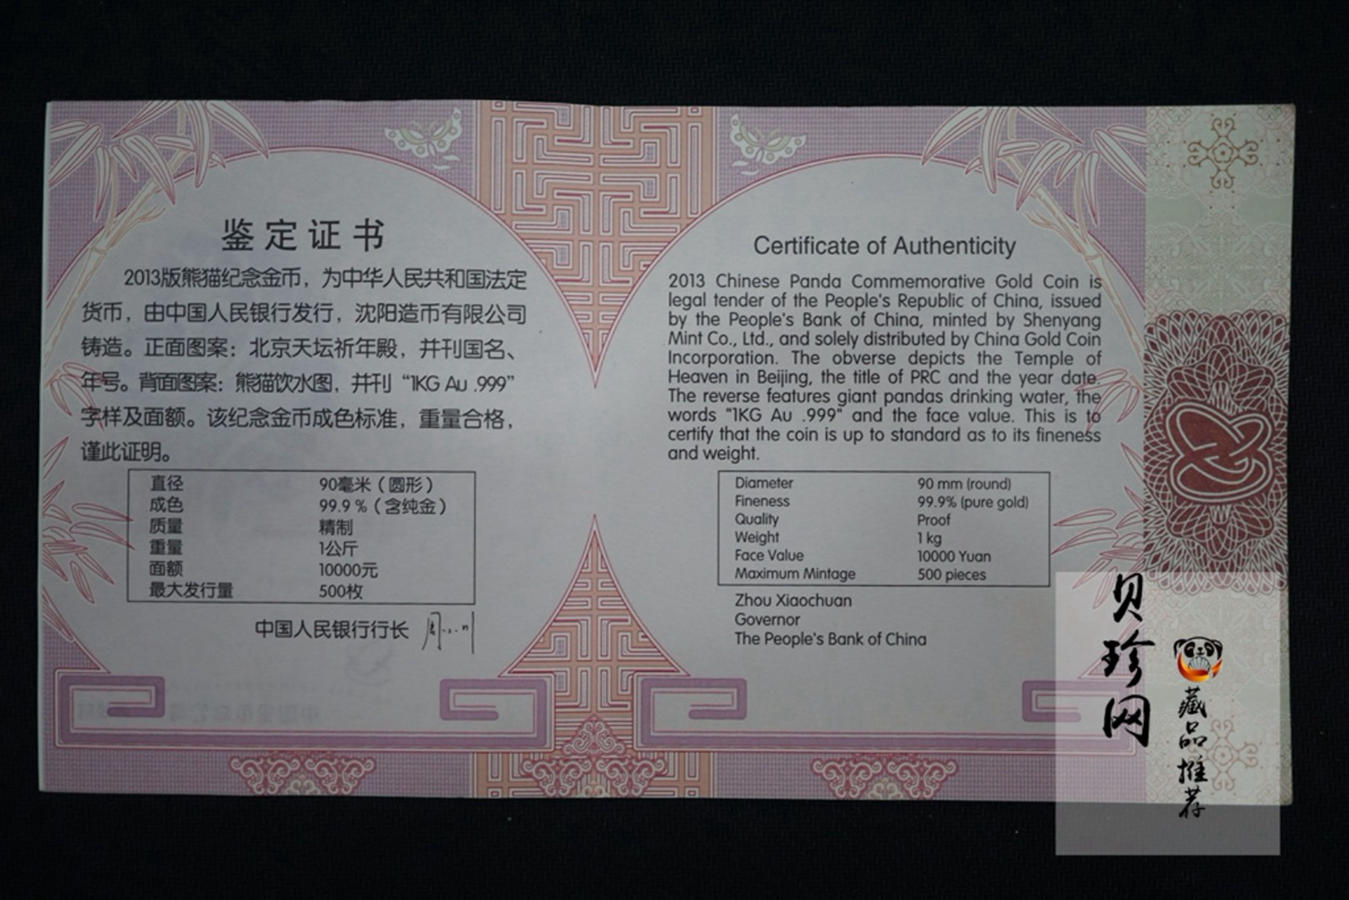 鉴定证书
2013版熊猫纪念金币，为中华人民共和国法定
货币，由中国人民银行发行，沈阳造币有限公司
铸造。正面图案：北京天坛祈年殿，并刊国名、
年号。背面图案：熊猫饮水图，并刊“1KG Au .999”
字样及面额。该纪念金币成色标准，重量合格，
谨此证明。
直径 90毫米（圆形）
成色 99.9％（含纯金）
质量 精制
重量 1公斤
面额 10000元
最大发行量 500枚
中国人民银行行长
Certificate of Authenticity
2013 Chinese Panda Commemorative Gold Coin is
legal tender of the People's Republic of China, issued
by the People's Bank of China, minted by Shenyang
Mint Co., Ltd., and solely distributed by China Gold Coin
Incorporation. The obverse depicts the Temple of
Heaven in Beijing, the title of PRC and the year date.
The reverse features giant pandas drinking water, the
words "1KG Au .999" and the face value. This is to
certify that the coin is up to standard as to its fineness
and weight.
Diameter 90 mm (round)
Fineness 99.9% (pure gold)
Quality Proof
Weight 1 kg
Face Value 10000 Yuan
Maximum Mintage 500 pieces
Zhou Xiaochuan
Governor
The People's Bank of China
贝珍网
藏品推荐